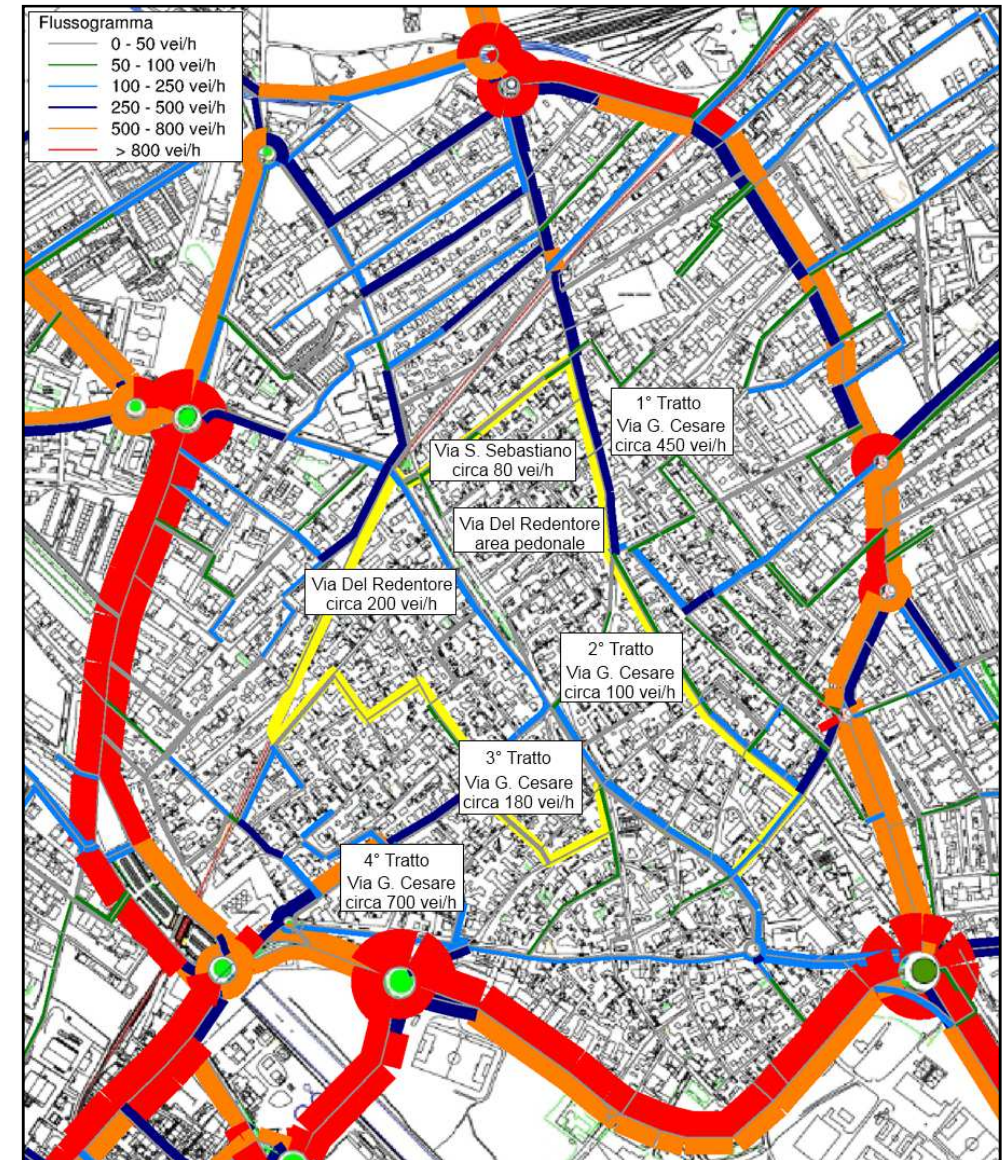 Flussogramma
0 - 50 vei/h
50 - 100 vei/h
100 - 250 vei/h
250 - 500 vei/h
500 - 800 vei/h
> 800 vei/h
1° Tratto
Via G. Cesare
circa 450 vei/h
Via S. Sebastiano
circa 80 vei/h
Via Del Redentore
area pedonale
Via Del Redentore
circa 200 vei/h
2° Tratto
Via G. Cesare
circa 100 vei/h
3° Tratto
Via G. Cesare
circa 180 vei/h
4° Tratto
Via G. Cesare
circa 700 vei/h